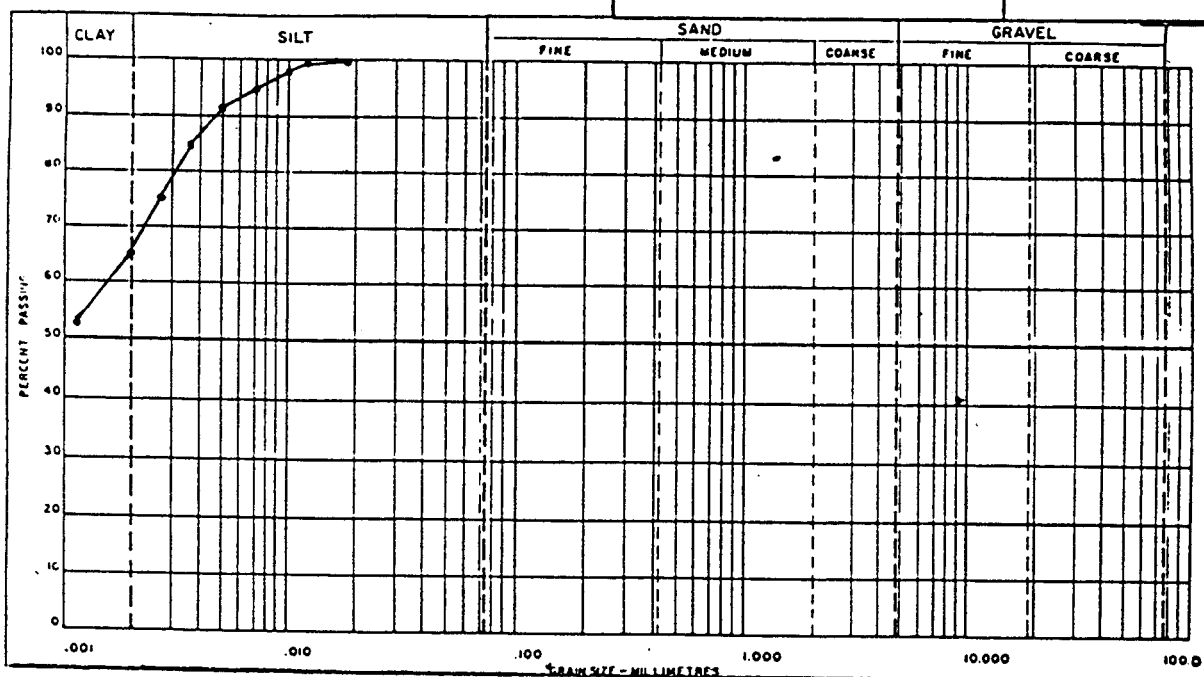 CLAY SILT SAND GRAVEL
FINE MEDIUM COARSE FINE COARSE
100
90
80
70
60
50
40
30
20
10
0
PERCENT PASSING
.001 .010 .100 1.000 10.000 100.0
GRAIN SIZE - MILLIMETRES